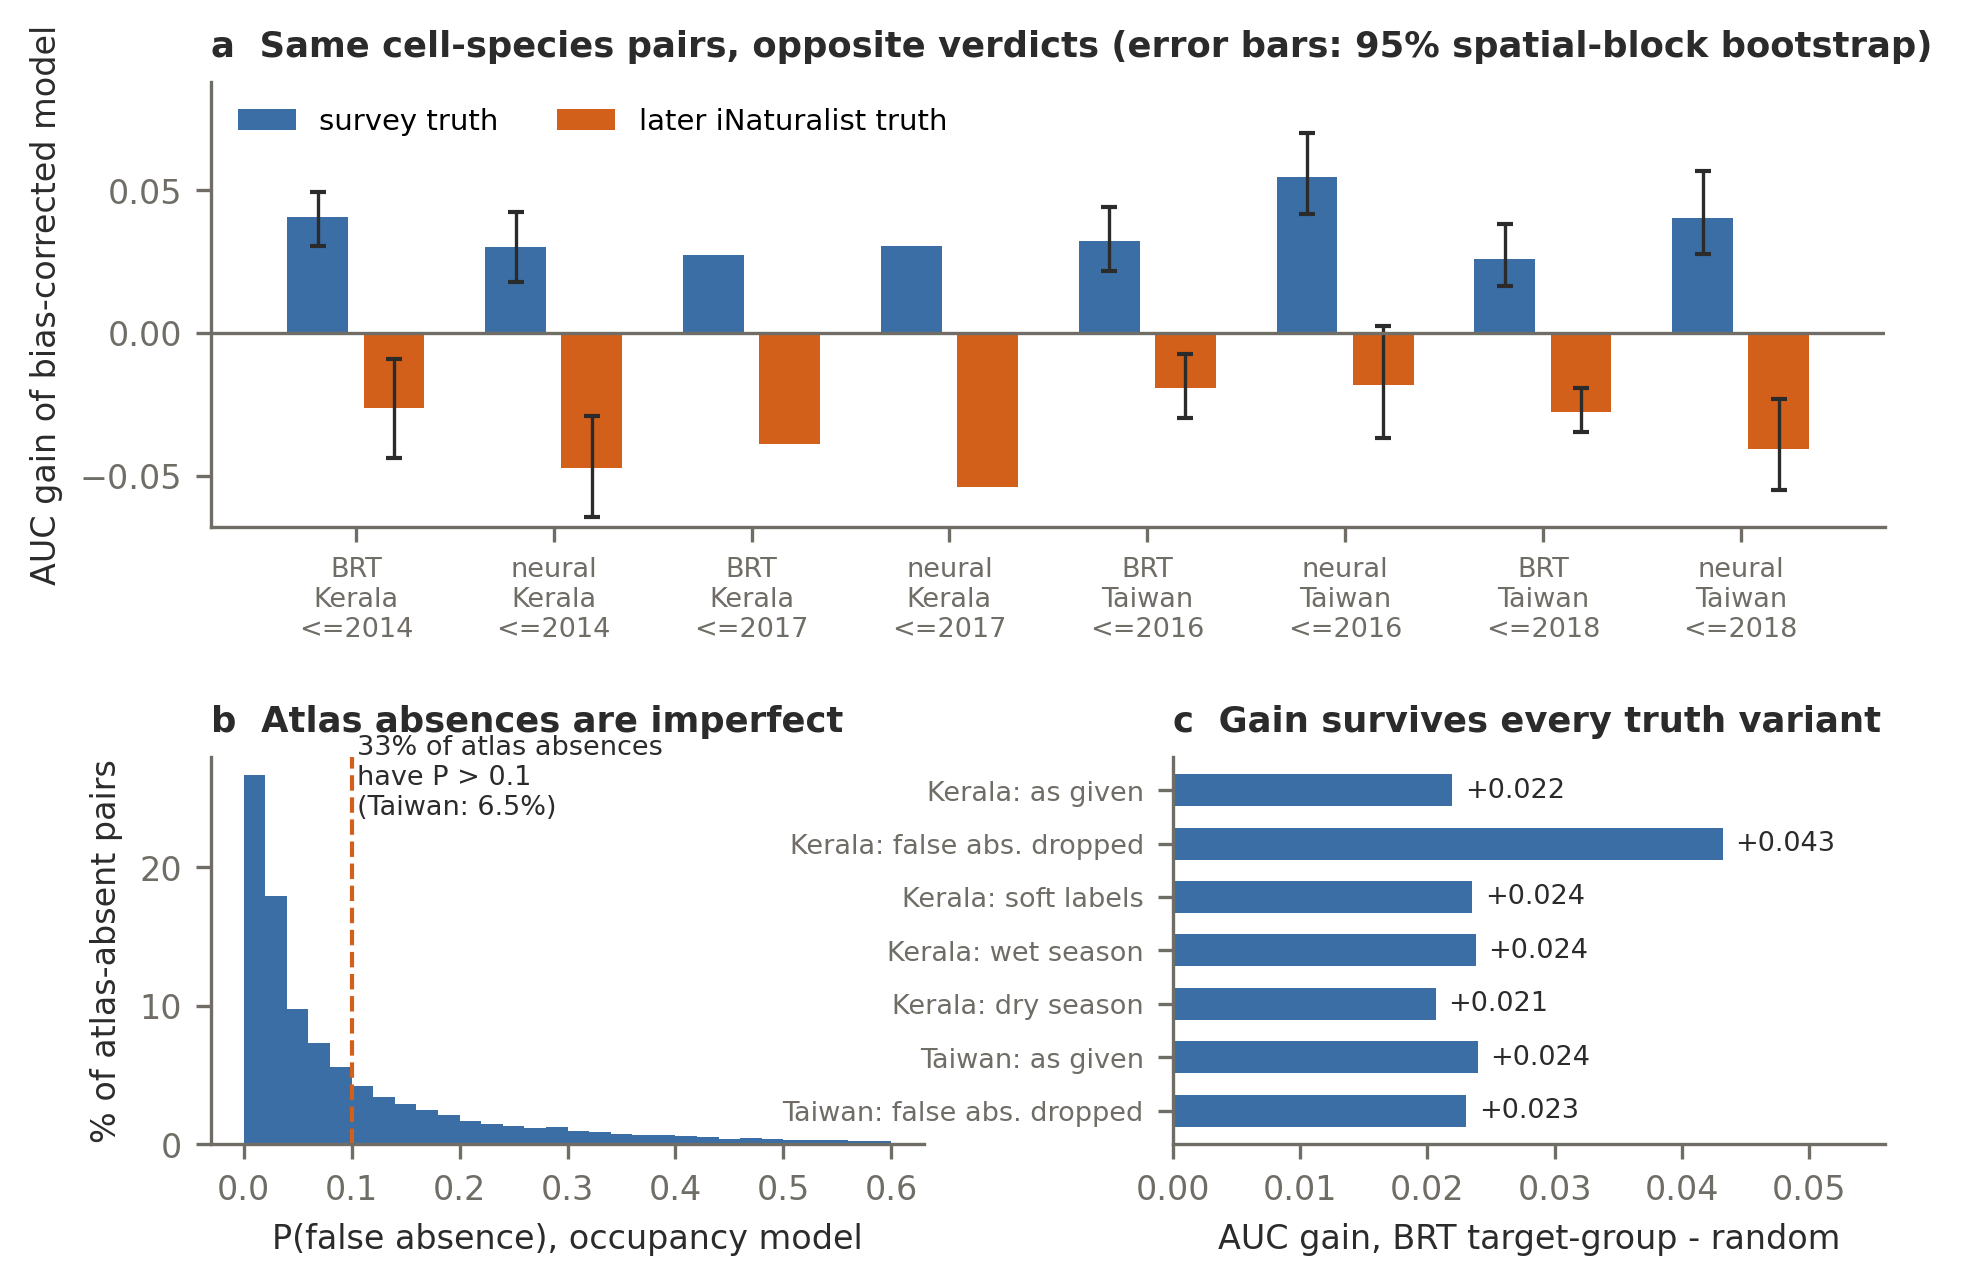 a  Same cell-species pairs, opposite verdicts (error bars: 95% spatial-block bootstrap)
AUC gain of bias-corrected model
survey truth
later iNaturalist truth
0.05
0.00
−0.05
BRT
Kerala
<=2014
neural
Kerala
<=2014
BRT
Kerala
<=2017
neural
Kerala
<=2017
BRT
Taiwan
<=2016
neural
Taiwan
<=2016
BRT
Taiwan
<=2018
neural
Taiwan
<=2018
b  Atlas absences are imperfect
33% of atlas absences
have P > 0.1
(Taiwan: 6.5%)
% of atlas-absent pairs
20
10
0
0.0 0.1 0.2 0.3 0.4 0.5 0.6
P(false absence), occupancy model
c  Gain survives every truth variant
Kerala: as given +0.022
Kerala: false abs. dropped +0.043
Kerala: soft labels +0.024
Kerala: wet season +0.024
Kerala: dry season +0.021
Taiwan: as given +0.024
Taiwan: false abs. dropped +0.023
0.00 0.01 0.02 0.03 0.04 0.05
AUC gain, BRT target-group - random